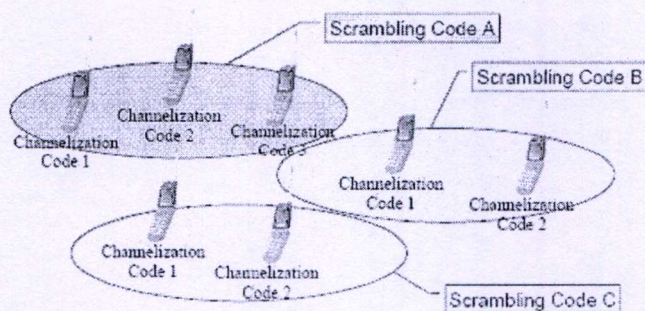 Scrambling Code A
Scrambling Code B
Channelization
Code 1
Channelization
Code 2
Channelization
Code 3
Channelization
Code 1
Channelization
Code 2
Channelization
Code 1
Channelization
Code 2
Scrambling Code C